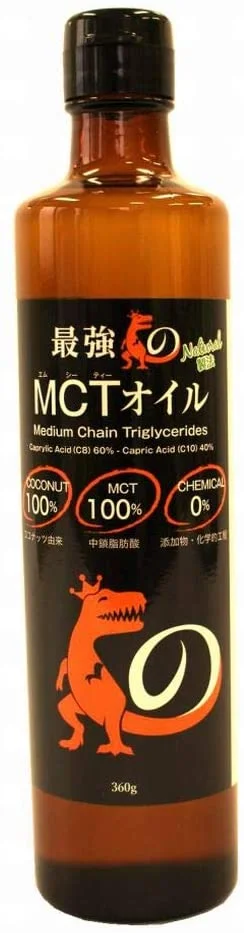 最強の
Natural
製法
エム シー ティー
MCTオイル
Medium Chain Triglycerides
Caprylic Acid (C8) 60% - Capric Acid (C10) 40%
COCONUT MCT CHEMICAL
100% 100% 0%
ココナッツ由来 中鎖脂肪酸 添加物・化学的工程
の
360g